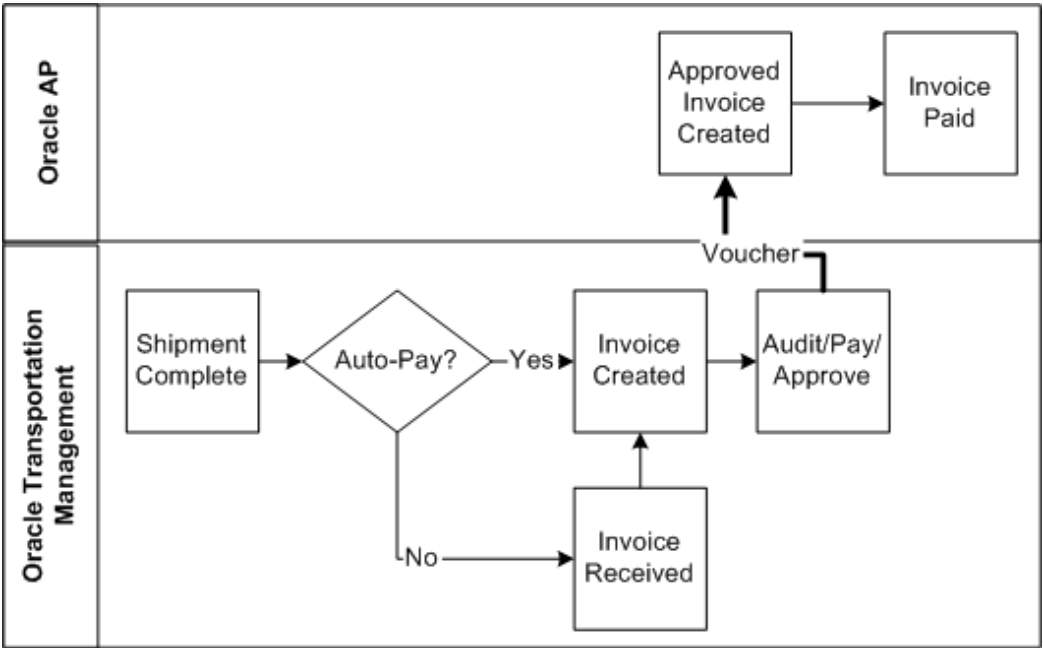 Oracle AP
Approved
Invoice
Created
Invoice
Paid
Voucher
Oracle Transportation
Management
Shipment
Complete
Auto-Pay?
Yes
Invoice
Created
Audit/Pay/
Approve
No
Invoice
Received